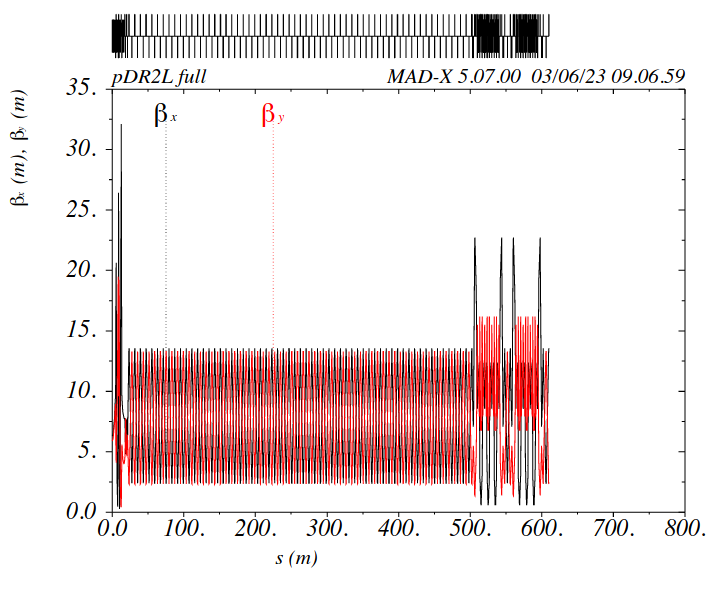 pDR2L full MAD-X 5.07.00 03/06/23 09.06.59
βx (m), βy (m)
35.
30.
25.
20.
15.
10.
5.
0.0
βx βy
0.0 100. 200. 300. 400. 500. 600. 700. 800.
s (m)